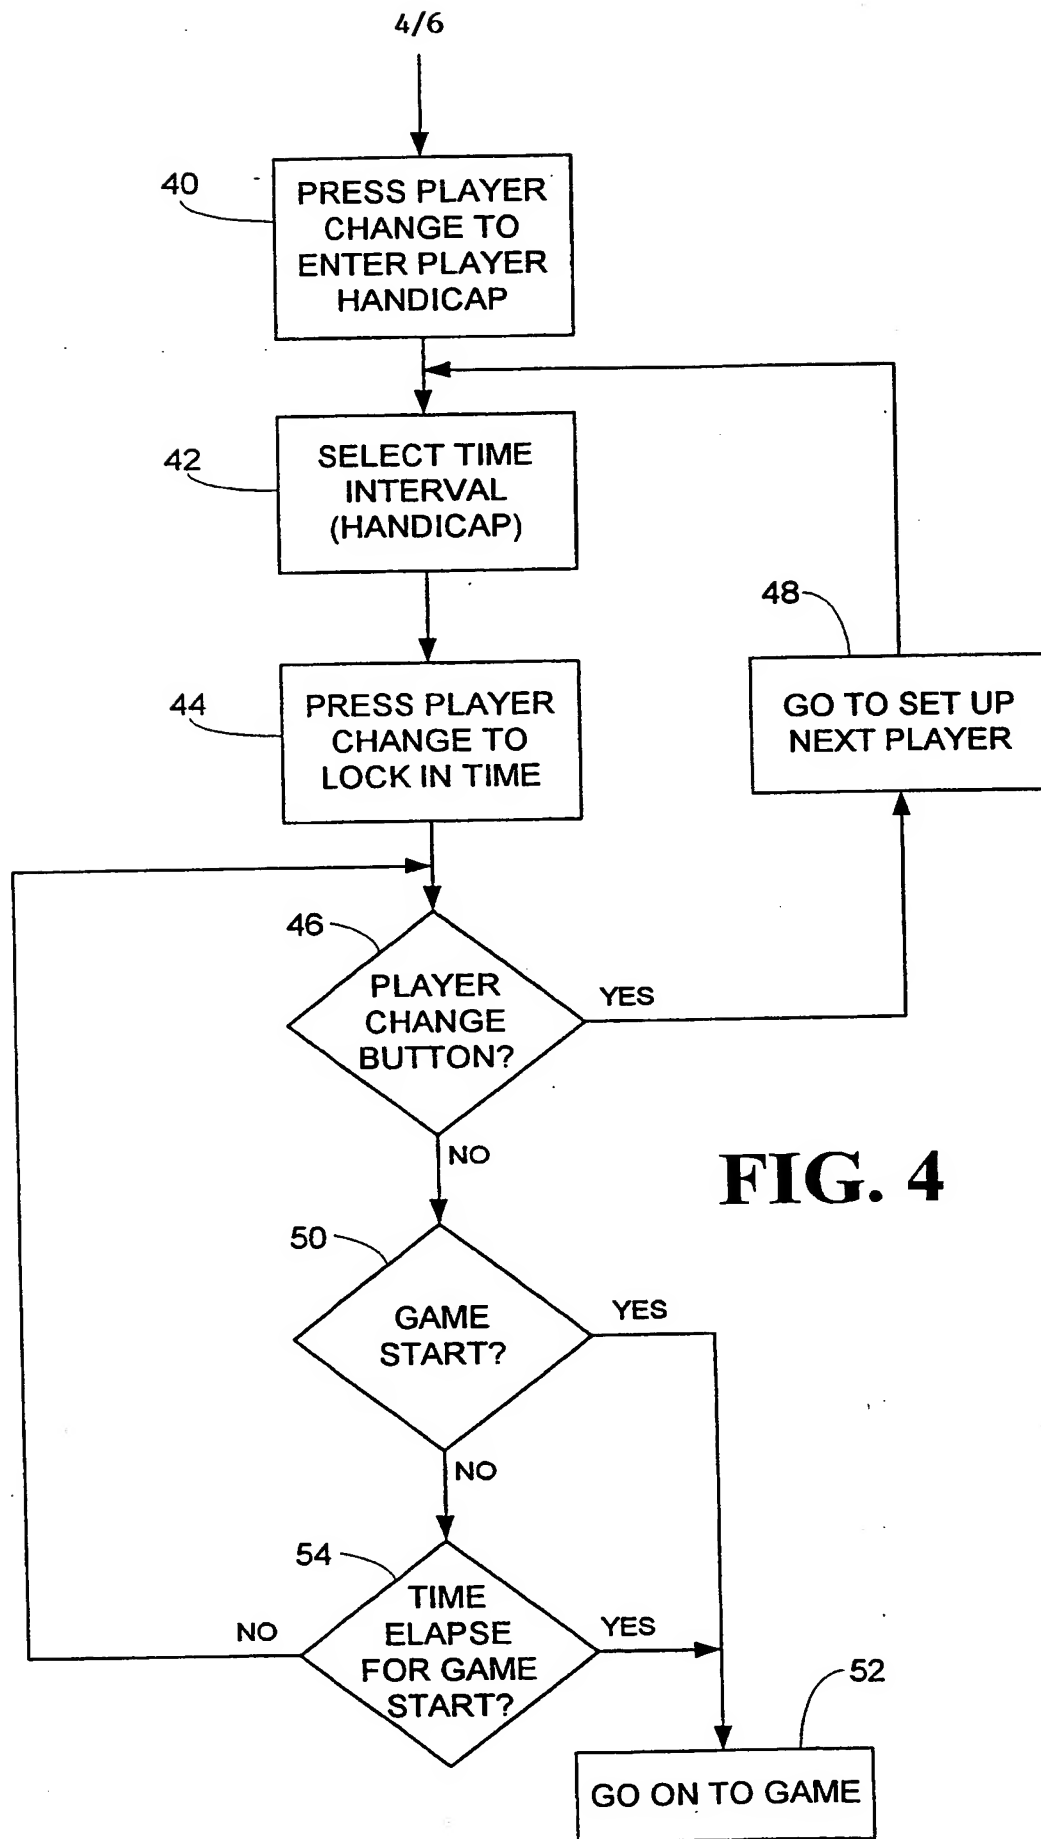 4/6
40
PRESS PLAYER
CHANGE TO
ENTER PLAYER
HANDICAP
42
SELECT TIME
INTERVAL
(HANDICAP)
48
GO TO SET UP
NEXT PLAYER
44
PRESS PLAYER
CHANGE TO
LOCK IN TIME
46
PLAYER
CHANGE
BUTTON?
YES
NO
FIG. 4
50
GAME
START?
YES
NO
54
TIME
ELAPSE
FOR GAME
START?
NO
YES
52
GO ON TO GAME